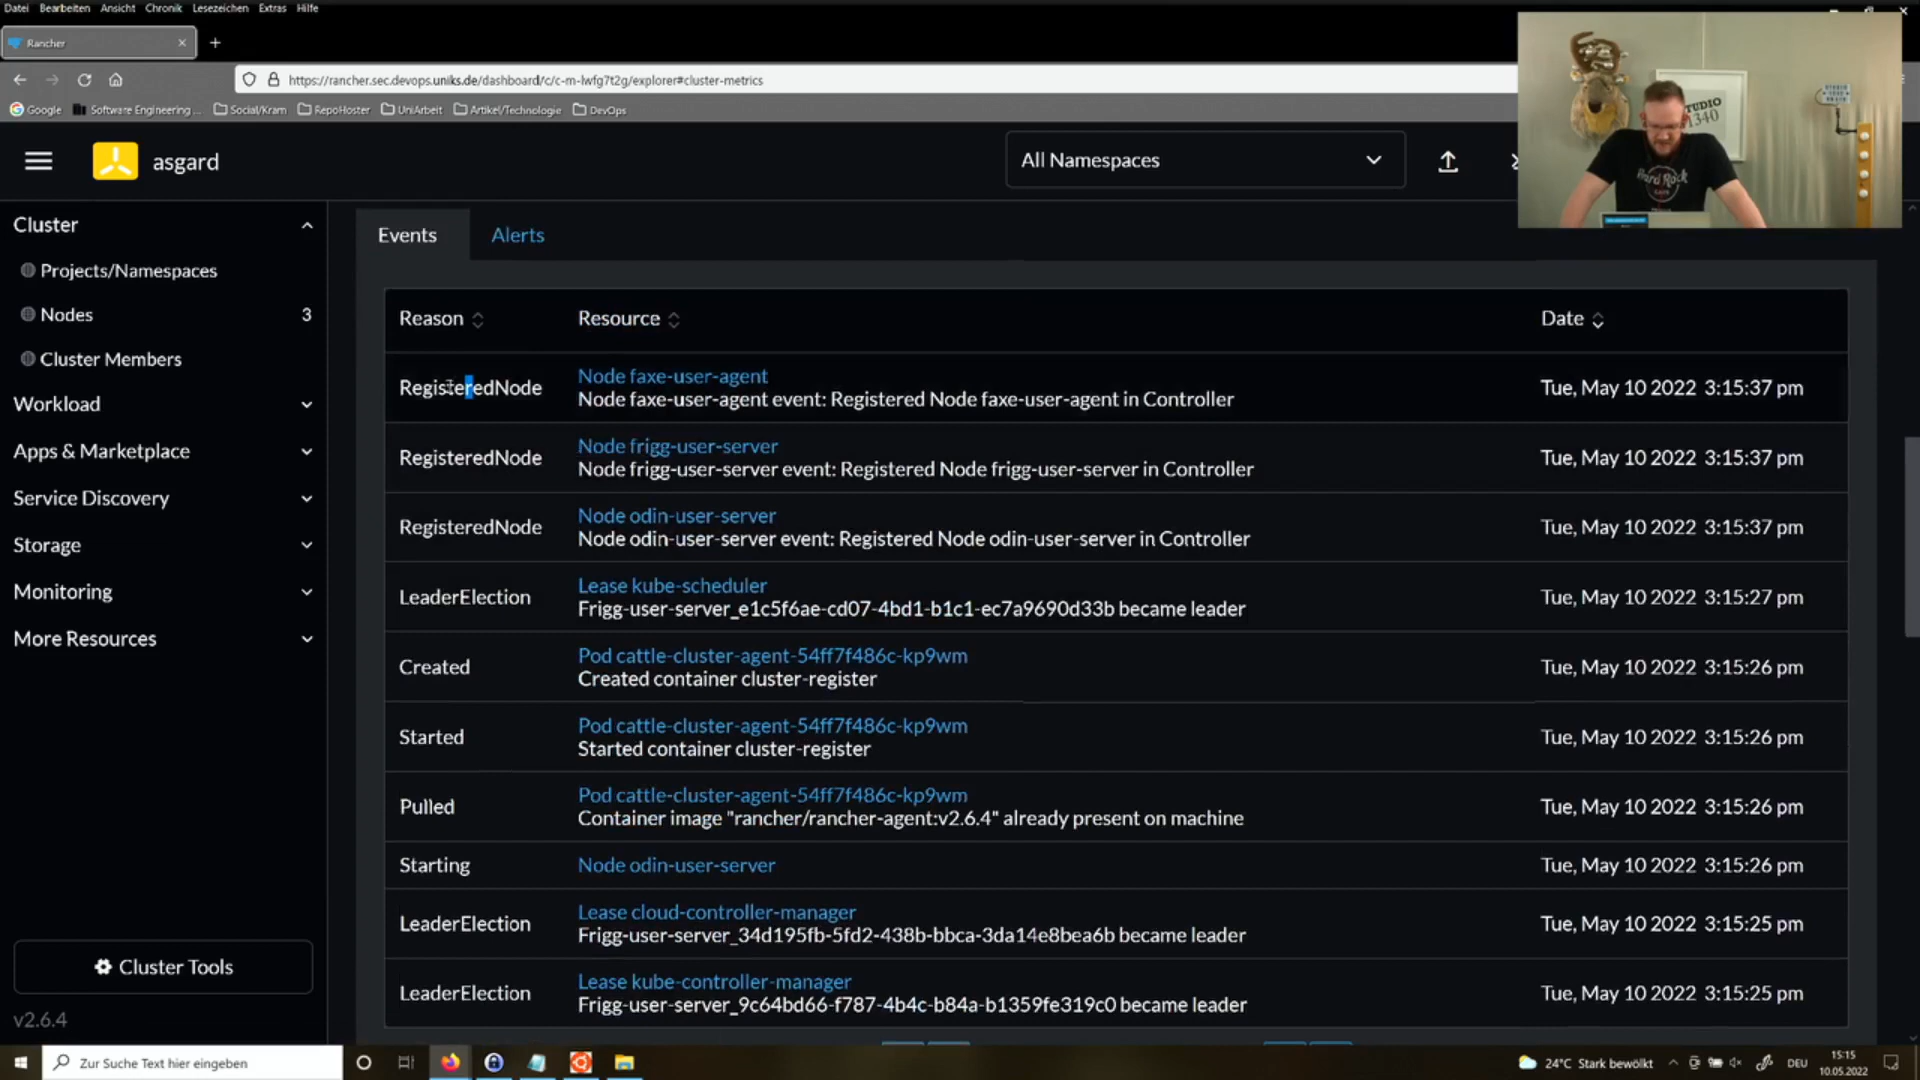 Datei Bearbeiten Ansicht Chronik Lesezeichen Extras Hilfe
Rancher
https://rancher.sec.devops.uniks.de/dashboard/c/c-m-lwfg7t2g/explorer#cluster-metrics
Google Software Engineering ... Social/Kram RepoHoster UniArbeit Artikel/Technologie DevOps
STUDIO
1340
Hard Rock
asgard
All Namespaces
Cluster
Projects/Namespaces
Nodes 3
Cluster Members
Workload
Apps & Marketplace
Service Discovery
Storage
Monitoring
More Resources
Cluster Tools
v2.6.4
Events Alerts
Reason Resource Date
RegisteredNode Node faxe-user-agent Tue, May 10 2022 3:15:37 pm
Node faxe-user-agent event: Registered Node faxe-user-agent in Controller
RegisteredNode Node frigg-user-server Tue, May 10 2022 3:15:37 pm
Node frigg-user-server event: Registered Node frigg-user-server in Controller
RegisteredNode Node odin-user-server Tue, May 10 2022 3:15:37 pm
Node odin-user-server event: Registered Node odin-user-server in Controller
LeaderElection Lease kube-scheduler Tue, May 10 2022 3:15:27 pm
Frigg-user-server_e1c5f6ae-cd07-4bd1-b1c1-ec7a9690d33b became leader
Created Pod cattle-cluster-agent-54ff7f486c-kp9wm Tue, May 10 2022 3:15:26 pm
Created container cluster-register
Started Pod cattle-cluster-agent-54ff7f486c-kp9wm Tue, May 10 2022 3:15:26 pm
Started container cluster-register
Pulled Pod cattle-cluster-agent-54ff7f486c-kp9wm Tue, May 10 2022 3:15:26 pm
Container image "rancher/rancher-agent:v2.6.4" already present on machine
Starting Node odin-user-server Tue, May 10 2022 3:15:26 pm
LeaderElection Lease cloud-controller-manager Tue, May 10 2022 3:15:25 pm
Frigg-user-server_34d195fb-5fd2-438b-bbca-3da14e8bea6b became leader
LeaderElection Lease kube-controller-manager Tue, May 10 2022 3:15:25 pm
Frigg-user-server_9c64bd66-f787-4b4c-b84a-b1359fe319c0 became leader
Zur Suche Text hier eingeben
24°C Stark bewölkt DEU 15:15
10.05.2022